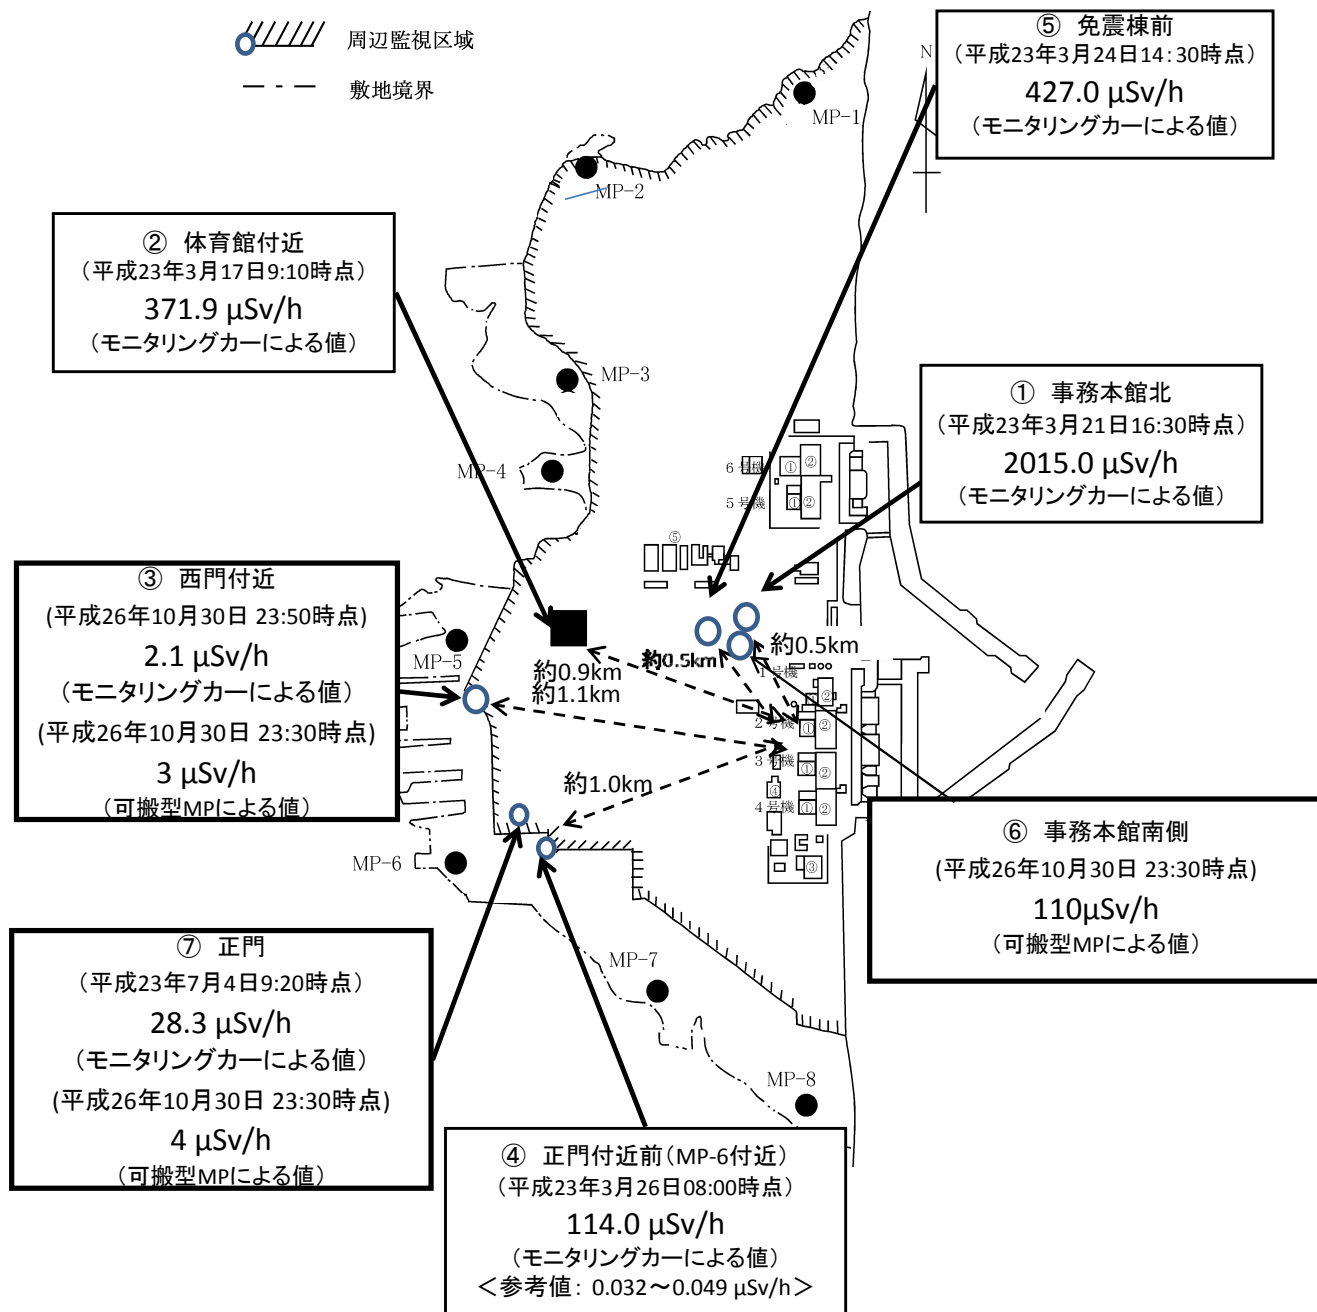 周辺監視区域
敷地境界
⑤ 免震棟前
（平成23年3月24日14:30時点）
427.0 μSv/h
（モニタリングカーによる値）
N
MP-1
MP-2
② 体育館付近
（平成23年3月17日9:10時点）
371.9 μSv/h
（モニタリングカーによる値）
MP-3
① 事務本館北
（平成23年3月21日16:30時点）
2015.0 μSv/h
（モニタリングカーによる値）
MP-4
6号機
①
②
5号機
①
②
⑤
③ 西門付近
(平成26年10月30日 23:50時点)
2.1 μSv/h
（モニタリングカーによる値）
(平成26年10月30日 23:30時点)
3 μSv/h
（可搬型MPによる値）
MP-5
約0.9km
約1.1km
約0.5km
約0.5km
1号機
②
2号機
①
②
3号機
①
②
約1.0km
④
4号機
①
②
③
MP-6
⑥ 事務本館南側
(平成26年10月30日 23:30時点)
110μSv/h
（可搬型MPによる値）
⑦ 正門
（平成23年7月4日9:20時点）
28.3 μSv/h
（モニタリングカーによる値）
(平成26年10月30日 23:30時点)
4 μSv/h
（可搬型MPによる値）
MP-7
MP-8
④ 正門付近前（MP-6付近）
（平成23年3月26日08:00時点）
114.0 μSv/h
（モニタリングカーによる値）
＜参考値: 0.032～0.049 μSv/h＞